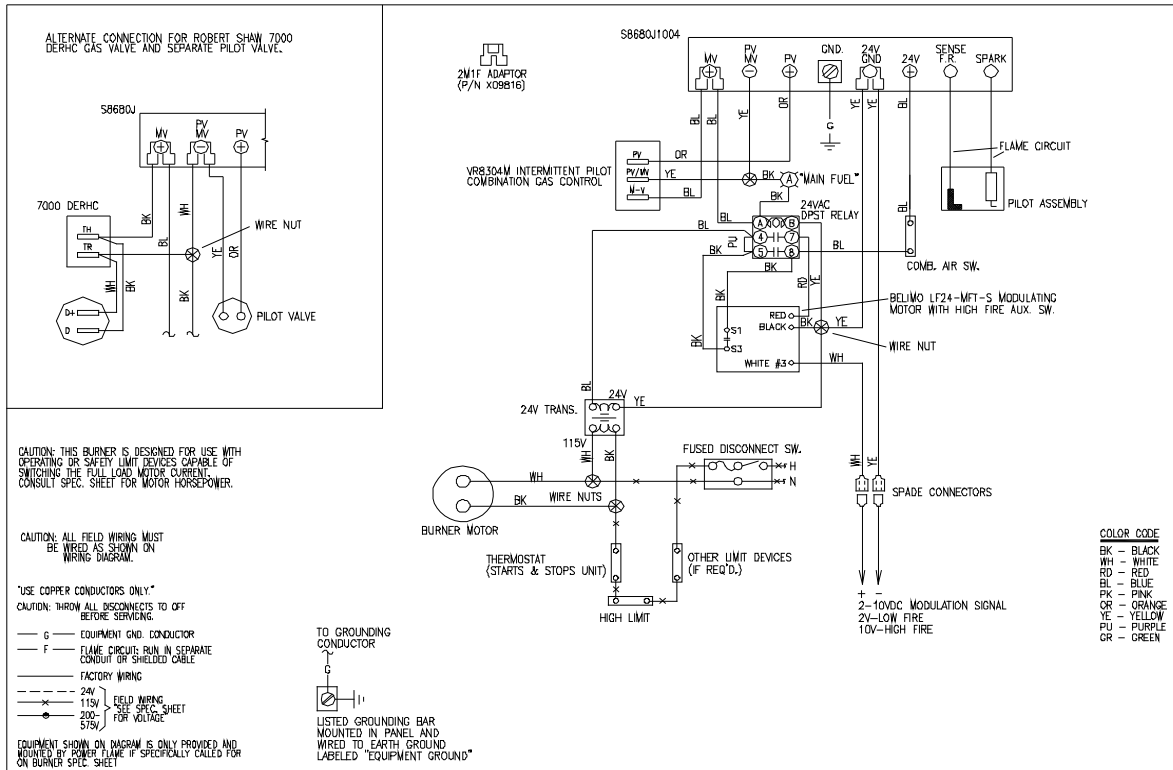 ALTERNATE CONNECTION FOR ROBERT SHAW 7000
DERHC GAS VALVE AND SEPARATE PILOT VALVE.
S8680J
MV
PV
MV
PV
7000 DERHC
TH
TR
BK
BL
WH
WIRE NUT
YE
OR
WH
BK
BK
D+
D
PILOT VALVE
2M1F ADAPTOR
(P/N X09816)
S8680J1004
MV
PV
MV
PV
GND.
24V
GND
24V
SENSE
F.R.
SPARK
BL
BL
YE
OR
G
YE
YE
BL
FLAME CIRCUIT
PILOT ASSEMBLY
VR8304M INTERMITTENT PILOT
COMBINATION GAS CONTROL
PV
PV/MV
M-V
OR
YE
BL
BK
A
"MAIN FUEL"
BK
24VAC
DPST RELAY
A
B
4
7
5
8
BL
BL
PU
BK
BK
BL
BL
COMB. AIR SW.
RD
YE
BK
BK
BELIMO LF24-MFT-S MODULATING
MOTOR WITH HIGH FIRE AUX. SW.
RED
BLACK
BK
YE
S1
S3
WHITE #3
WH
WIRE NUT
BL
24V
YE
24V TRANS.
115V
WH
BK
FUSED DISCONNECT SW.
H
N
WH
BK
WIRE NUTS
BURNER MOTOR
THERMOSTAT
(STARTS & STOPS UNIT)
OTHER LIMIT DEVICES
(IF REQ'D.)
HIGH LIMIT
WH
YE
SPADE CONNECTORS
+ -
2-10VDC MODULATION SIGNAL
2V-LOW FIRE
10V-HIGH FIRE
COLOR CODE
BK - BLACK
WH - WHITE
RD - RED
BL - BLUE
PK - PINK
OR - ORANGE
YE - YELLOW
PU - PURPLE
GR - GREEN
CAUTION: THIS BURNER IS DESIGNED FOR USE WITH
OPERATING OR SAFETY LIMIT DEVICES CAPABLE OF
SWITCHING THE FULL LOAD MOTOR CURRENT.
CONSULT SPEC. SHEET FOR MOTOR HORSEPOWER.
CAUTION: ALL FIELD WIRING MUST
BE WIRED AS SHOWN ON
WIRING DIAGRAM.
"USE COPPER CONDUCTORS ONLY."
CAUTION: THROW ALL DISCONNECTS TO OFF
BEFORE SERVICING.
G EQUIPMENT GND. CONDUCTOR
F FLAME CIRCUIT: RUN IN SEPARATE
CONDUIT OR SHIELDED CABLE
FACTORY WIRING
24V
115V
200-
575V
FIELD WIRING
"SEE SPEC. SHEET
FOR VOLTAGE"
EQUIPMENT SHOWN ON DIAGRAM IS ONLY PROVIDED AND
MOUNTED BY POWER FLAME IF SPECIFICALLY CALLED FOR
ON BURNER SPEC. SHEET
TO GROUNDING
CONDUCTOR
G
LISTED GROUNDING BAR
MOUNTED IN PANEL AND
WIRED TO EARTH GROUND
LABELED "EQUIPMENT GROUND"